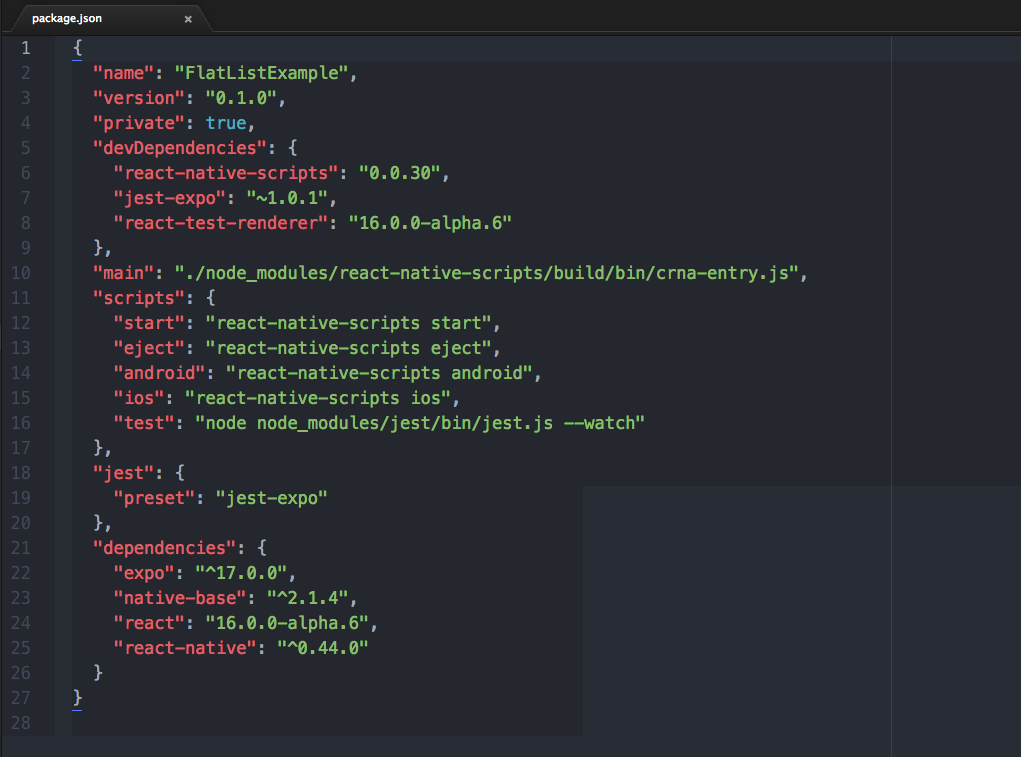 package.json ×
1 {
2 "name": "FlatListExample",
3 "version": "0.1.0",
4 "private": true,
5 "devDependencies": {
6 "react-native-scripts": "0.0.30",
7 "jest-expo": "~1.0.1",
8 "react-test-renderer": "16.0.0-alpha.6"
9 },
10 "main": "./node_modules/react-native-scripts/build/bin/crna-entry.js",
11 "scripts": {
12 "start": "react-native-scripts start",
13 "eject": "react-native-scripts eject",
14 "android": "react-native-scripts android",
15 "ios": "react-native-scripts ios",
16 "test": "node node_modules/jest/bin/jest.js --watch"
17 },
18 "jest": {
19 "preset": "jest-expo"
20 },
21 "dependencies": {
22 "expo": "^17.0.0",
23 "native-base": "^2.1.4",
24 "react": "16.0.0-alpha.6",
25 "react-native": "^0.44.0"
26 }
27 }
28